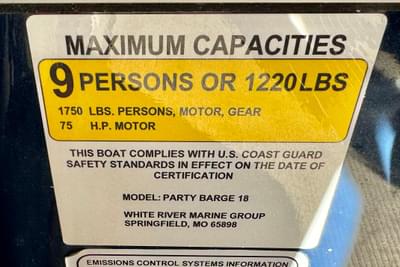 MAXIMUM CAPACITIES
9 PERSONS OR 1220 LBS
1750 LBS. PERSONS, MOTOR, GEAR
75 H.P. MOTOR
THIS BOAT COMPLIES WITH U.S. COAST GUARD
SAFETY STANDARDS IN EFFECT ON THE DATE OF
CERTIFICATION
MODEL: PARTY BARGE 18
WHITE RIVER MARINE GROUP
SPRINGFIELD, MO 65898
EMISSIONS CONTROL SYSTEMS INFORMATION